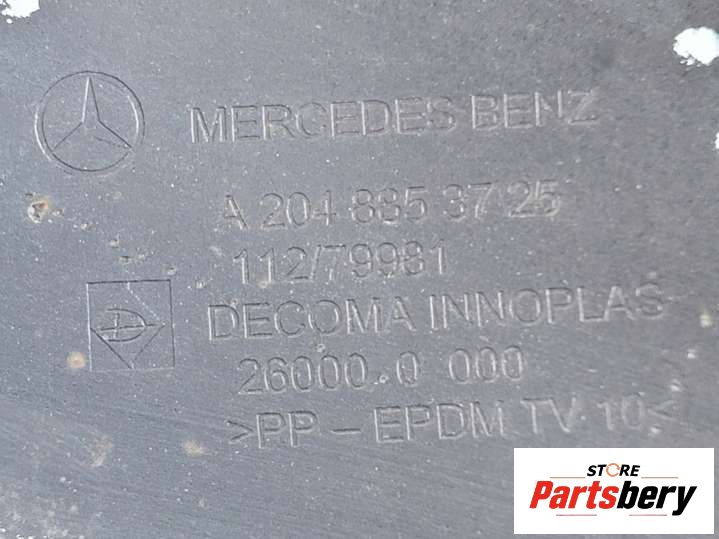 MERCEDES BENZ
A 204 885 37 25
112/79981
DECOMA INNOPLAS
26000.0 000
>PP - EPDM TV 10<
STORE
Partsbery